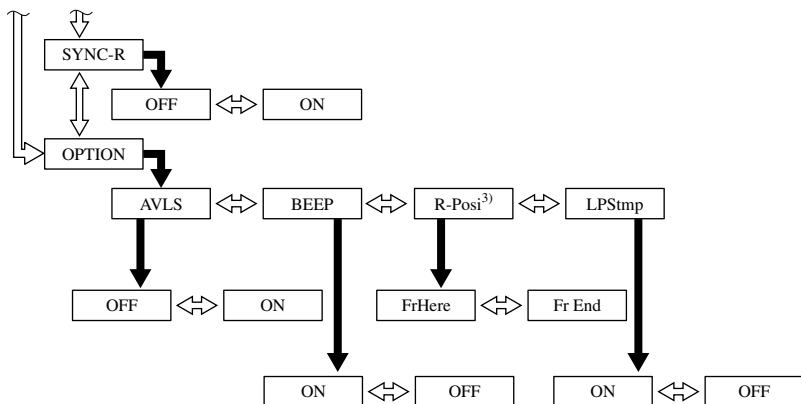 SYNC-R
OFF ON
OPTION
AVLS BEEP R-Posi3) LPStmp
OFF ON FrHere Fr End
ON OFF ON OFF